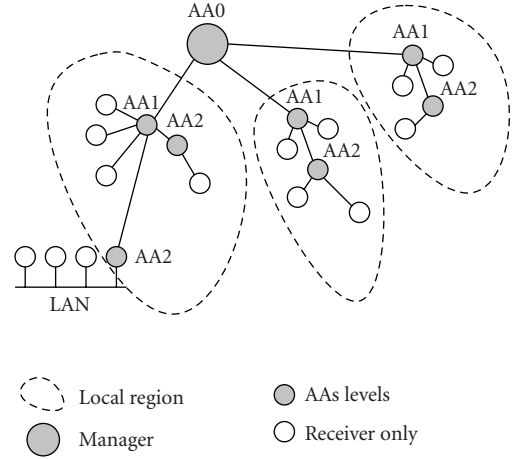 AA0
AA1
AA2
AA1
AA2
AA1
AA2
AA2
LAN
Local region
AAs levels
Manager
Receiver only